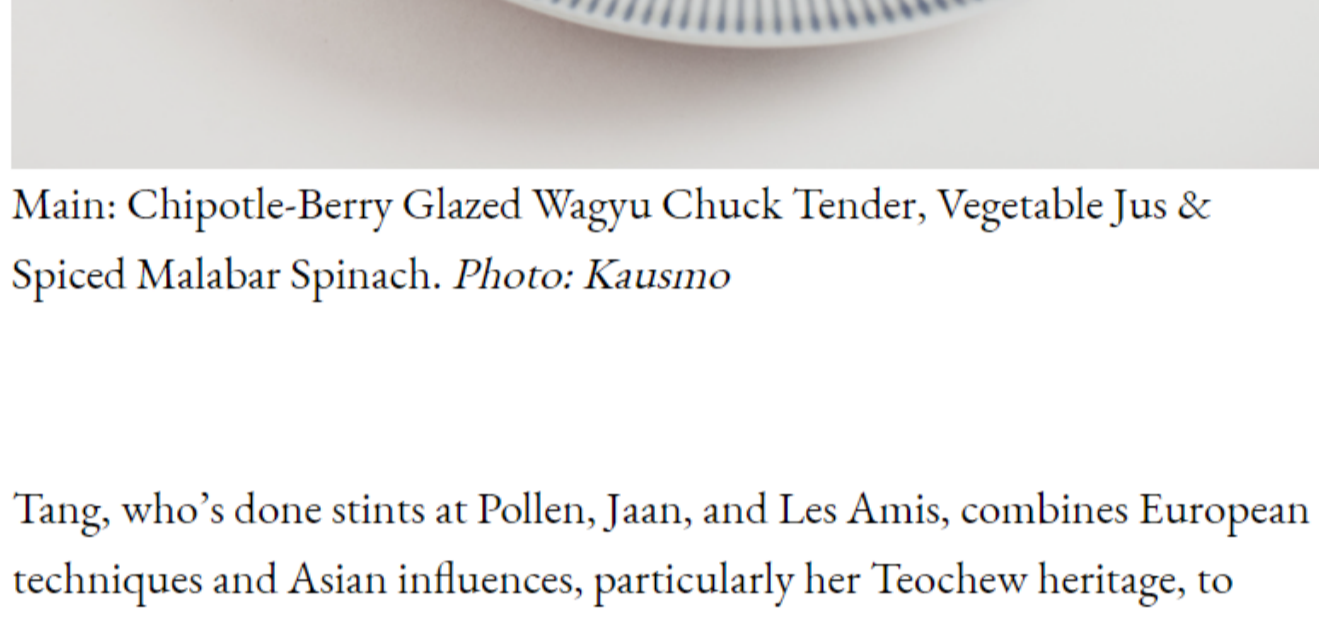 Main: Chipotle-Berry Glazed Wagyu Chuck Tender, Vegetable Jus &
Spiced Malabar Spinach. Photo: Kausmo
Tang, who’s done stints at Pollen, Jaan, and Les Amis, combines European
techniques and Asian influences, particularly her Teochew heritage, to